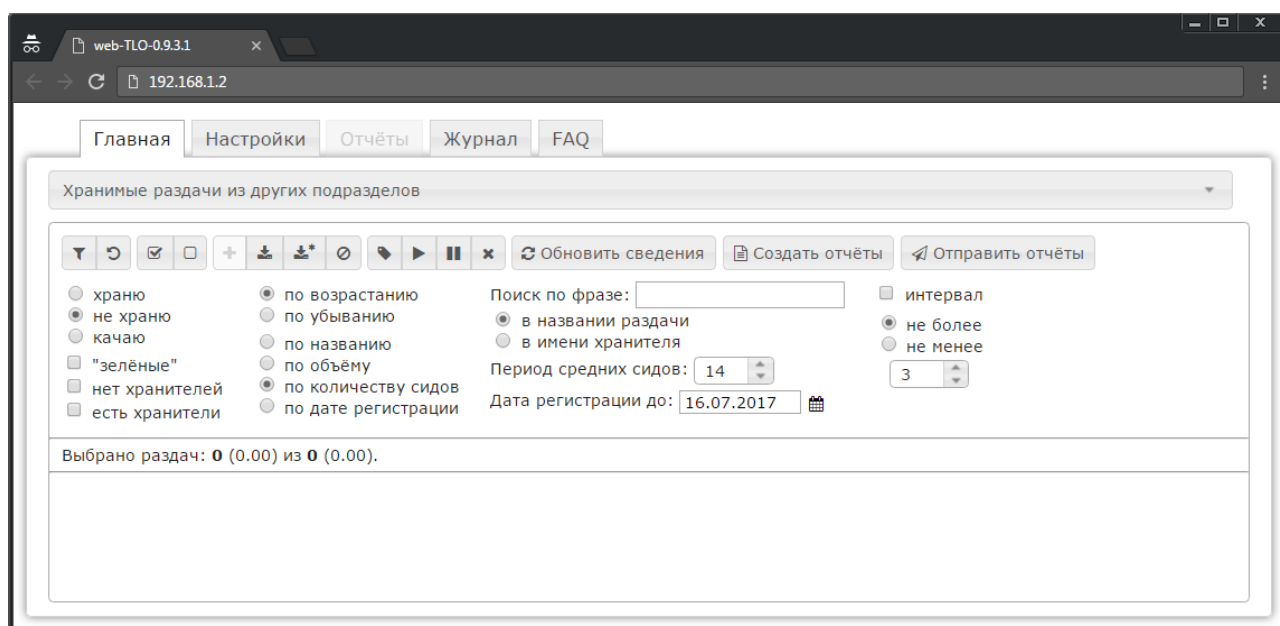 web-TLO-0.9.3.1
192.168.1.2
Главная Настройки Отчёты Журнал FAQ
Хранимые раздачи из других подразделов
Обновить сведения Создать отчёты Отправить отчёты
храню по возрастанию Поиск по фразе: интервал
не храню по убыванию в названии раздачи не более
качаю по названию в имени хранителя не менее
"зелёные" по объёму Период средних сидов: 14 3
нет хранителей по количеству сидов
есть хранители по дате регистрации Дата регистрации до: 16.07.2017
Выбрано раздач: 0 (0.00) из 0 (0.00).